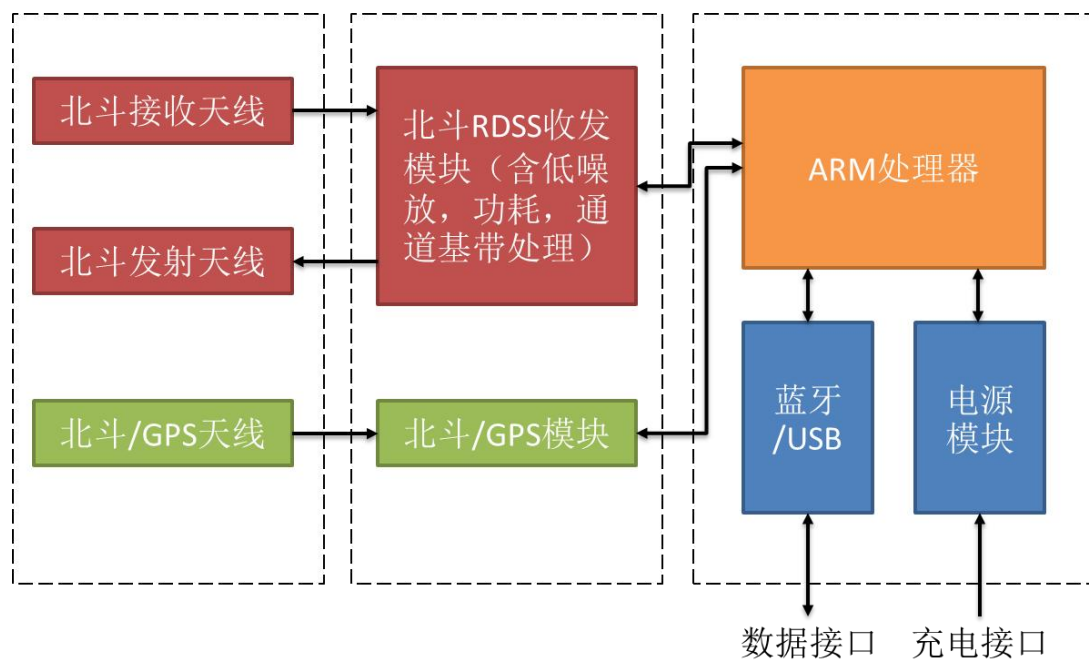 北斗接收天线
北斗发射天线
北斗/GPS天线
北斗RDSS收发
模块（含低噪
放，功耗，通
道基带处理）
北斗/GPS模块
ARM处理器
蓝牙
/USB
电源
模块
数据接口
充电接口